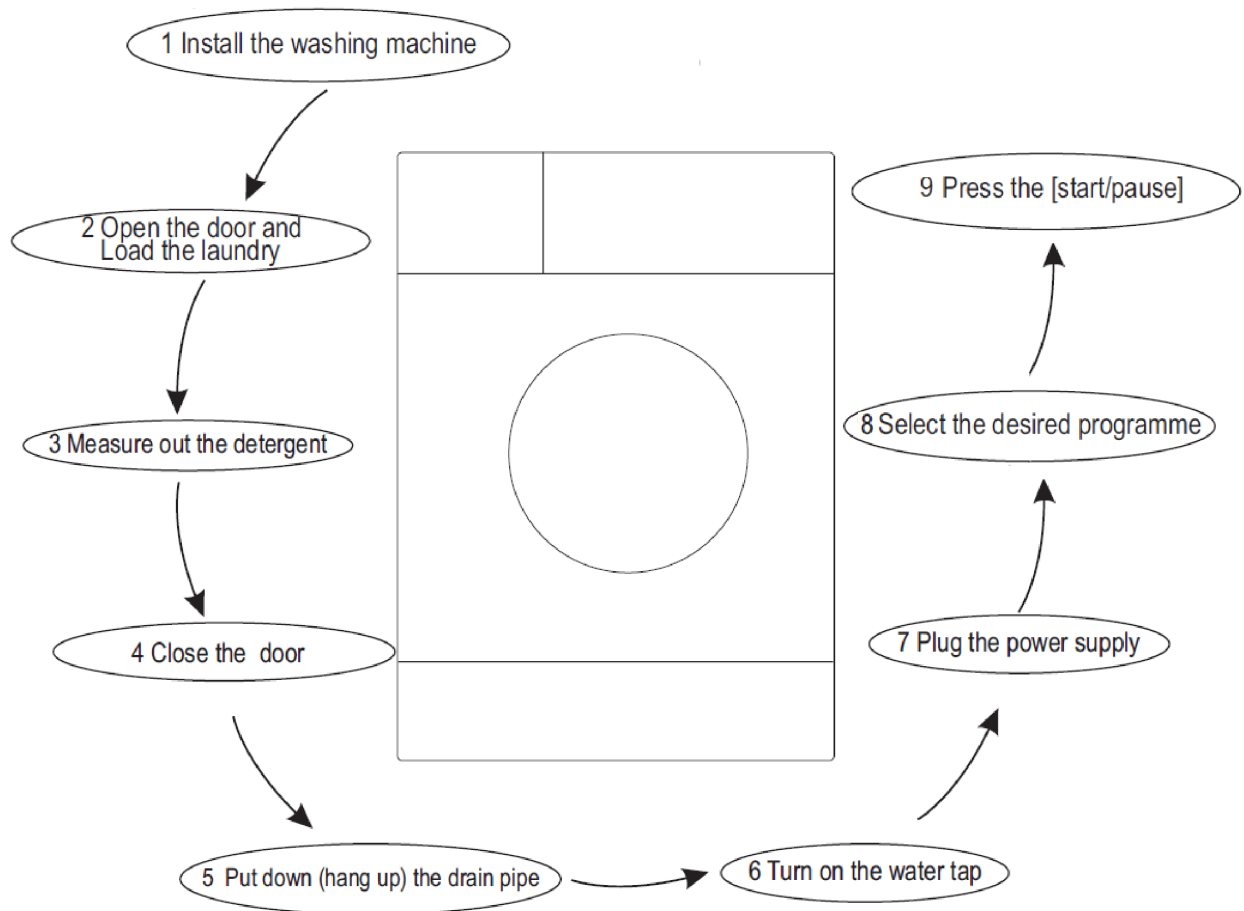 1 Install the washing machine
2 Open the door and
Load the laundry
3 Measure out the detergent
4 Close the door
5 Put down (hang up) the drain pipe
6 Turn on the water tap
7 Plug the power supply
8 Select the desired programme
9 Press the [start/pause]